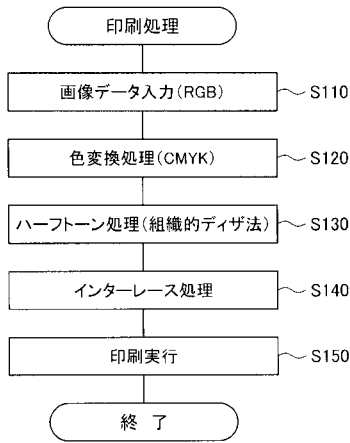 印刷処理
画像データ入力(RGB) S110
色変換処理(CMYK) S120
ハーフトーン処理(組織的ディザ法) S130
インターレース処理 S140
印刷実行 S150
終 了